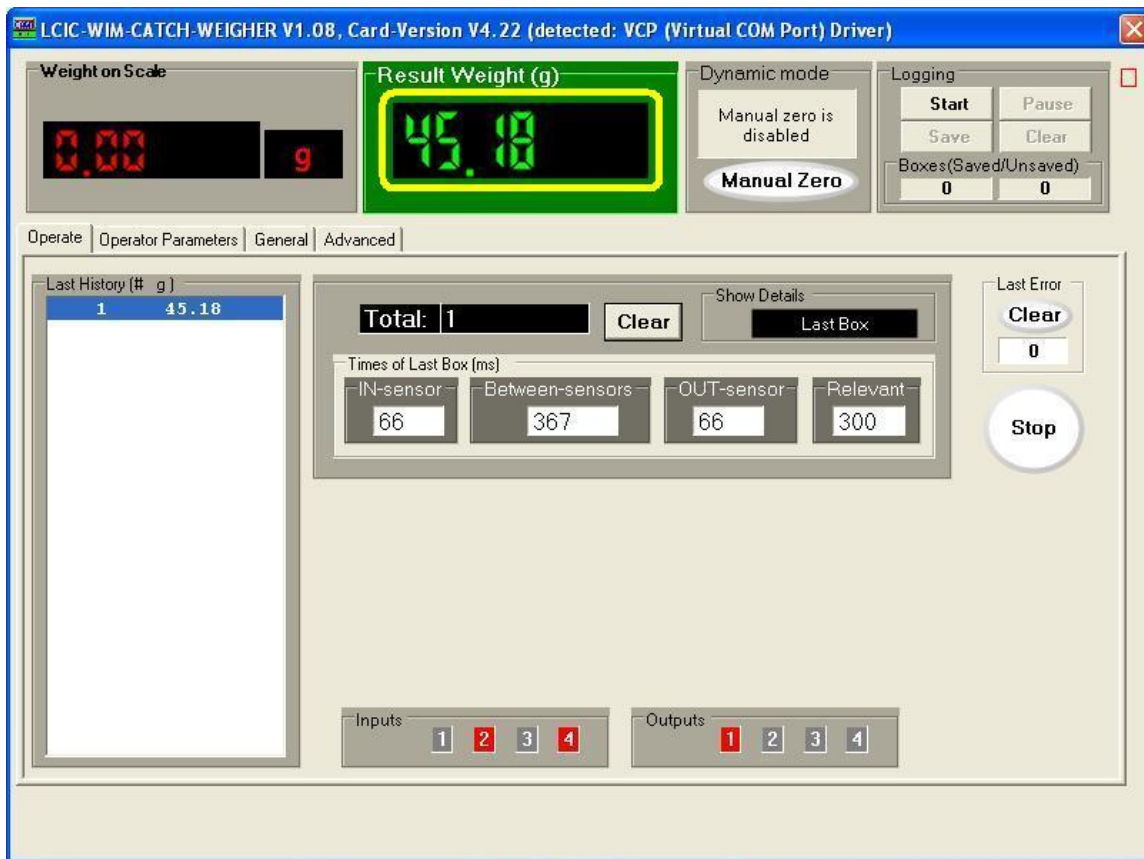 LCIC-WIM-CATCH-WEIGHER V1.08, Card-Version V4.22 (detected: VCP (Virtual COM Port) Driver)
Weight on Scale
0.00
g
Result Weight (g)
45.18
Dynamic mode
Manual zero is
disabled
Manual Zero
Logging
Start
Pause
Save
Clear
Boxes(Saved/Unsaved)
0
0
Operate
Operator Parameters
General
Advanced
Last History (# g )
1 45.18
Total: 1
Clear
Show Details
Last Box
Times of Last Box (ms)
IN-sensor
66
Between-sensors
367
OUT-sensor
66
Relevant
300
Last Error
Clear
0
Stop
Inputs
1 2 3 4
Outputs
1 2 3 4